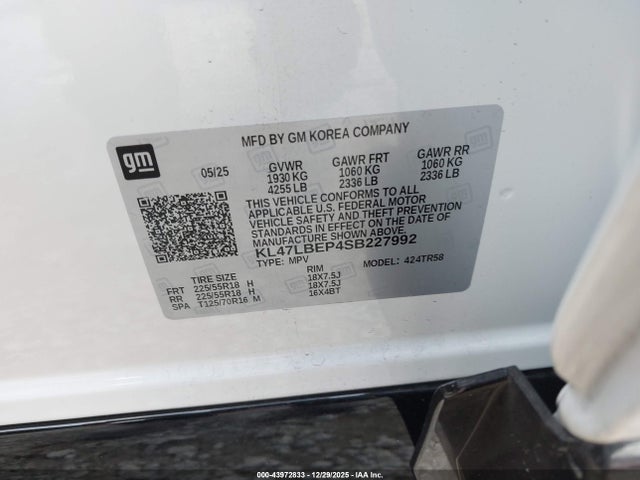 MFD BY GM KOREA COMPANY
gm
05/25
GVWR GAWR FRT GAWR RR
1930 KG 1060 KG 1060 KG
4255 LB 2336 LB 2336 LB
THIS VEHICLE CONFORMS TO ALL
APPLICABLE U.S. FEDERAL MOTOR
VEHICLE SAFETY AND THEFT PREVENTION
STANDARDS IN EFFECT ON THE DATE OF
MANUFACTURE SHOWN ABOVE.
KL47LBEP4SB227992
TYPE: MPV MODEL: 424TR58
TIRE SIZE RIM
FRT 225/55R18 H 18X7.5J
RR 225/55R18 H 18X7.5J
SPA T125/70R16 M 16X4BT
000-43972833 - 12/29/2025 - IAA, Inc.